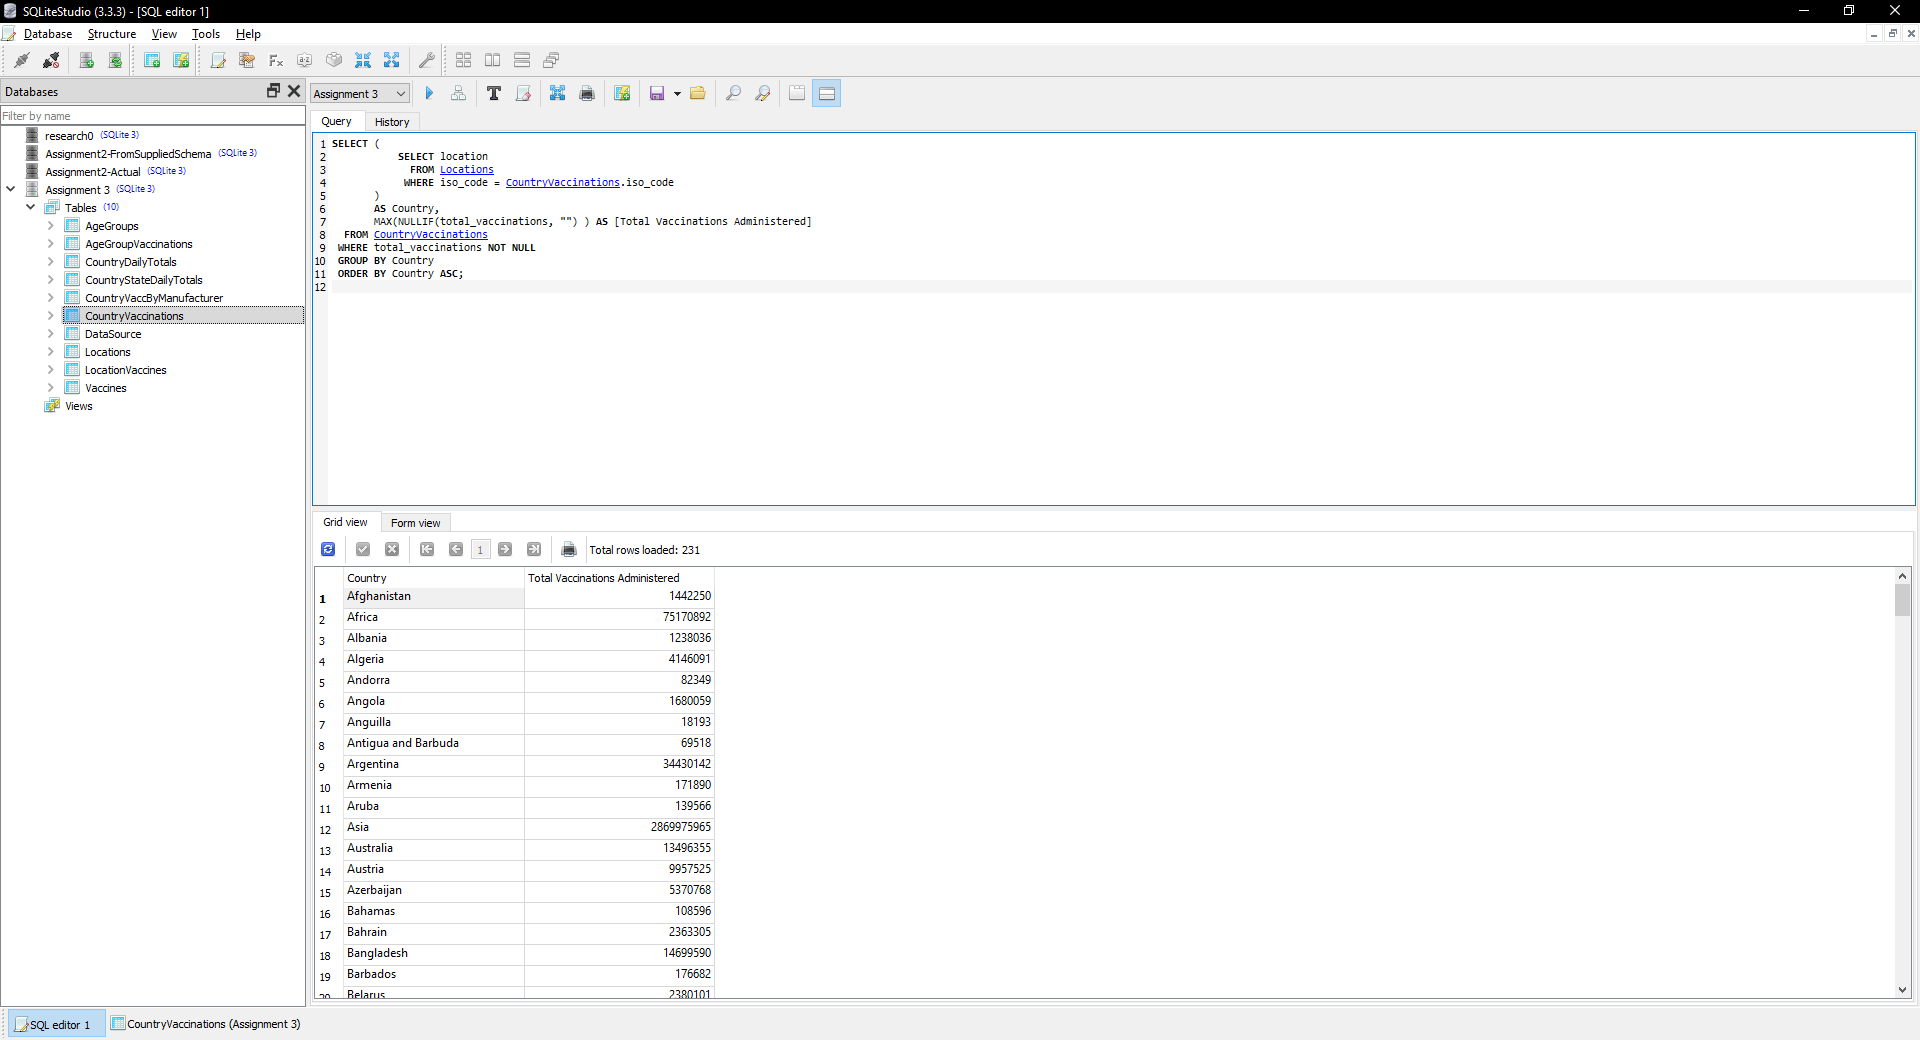 SQLiteStudio (3.3.3) - [SQL editor 1]
Database Structure View Tools Help
Databases
Filter by name
research0 (SQLite 3)
Assignment2-FromSuppliedSchema (SQLite 3)
Assignment2-Actual (SQLite 3)
Assignment 3 (SQLite 3)
Tables (10)
AgeGroups
AgeGroupVaccinations
CountryDailyTotals
CountryStateDailyTotals
CountryVaccByManufacturer
CountryVaccinations
DataSource
Locations
LocationVaccines
Vaccines
Views
Assignment 3
Query History
1 SELECT (
2 SELECT location
3 FROM Locations
4 WHERE iso_code = CountryVaccinations.iso_code
5 )
6 AS Country,
7 MAX(NULLIF(total_vaccinations, "") ) AS [Total Vaccinations Administered]
8 FROM CountryVaccinations
9 WHERE total_vaccinations NOT NULL
10 GROUP BY Country
11 ORDER BY Country ASC;
12
Grid view Form view
1 Total rows loaded: 231
Country Total Vaccinations Administered
1 Afghanistan 1442250
2 Africa 75170892
3 Albania 1238036
4 Algeria 4146091
5 Andorra 82349
6 Angola 1680059
7 Anguilla 18193
8 Antigua and Barbuda 69518
9 Argentina 34430142
10 Armenia 171890
11 Aruba 139566
12 Asia 2869975965
13 Australia 13496355
14 Austria 9957525
15 Azerbaijan 5370768
16 Bahamas 108596
17 Bahrain 2363305
18 Bangladesh 14699590
19 Barbados 176682
20 Belarus 2380101
SQL editor 1 CountryVaccinations (Assignment 3)